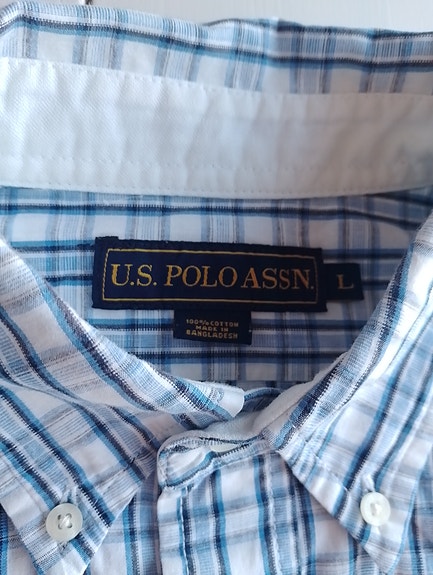 U.S. POLO ASSN.
L
100% COTTON
MADE IN
BANGLADESH